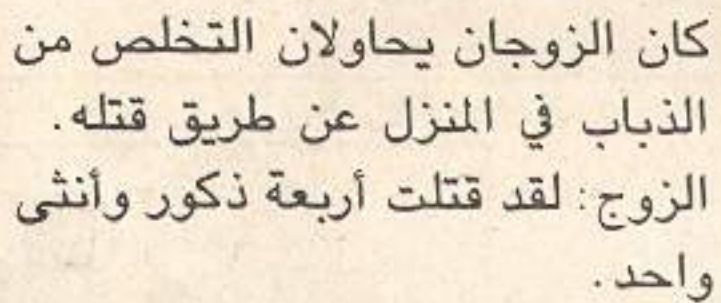 كان الزوجان يحاولان التخلص من
الذباب في المنزل عن طريق قتله.
الزوج: لقد قتلت أربعة ذكور وأنثى
واحد.